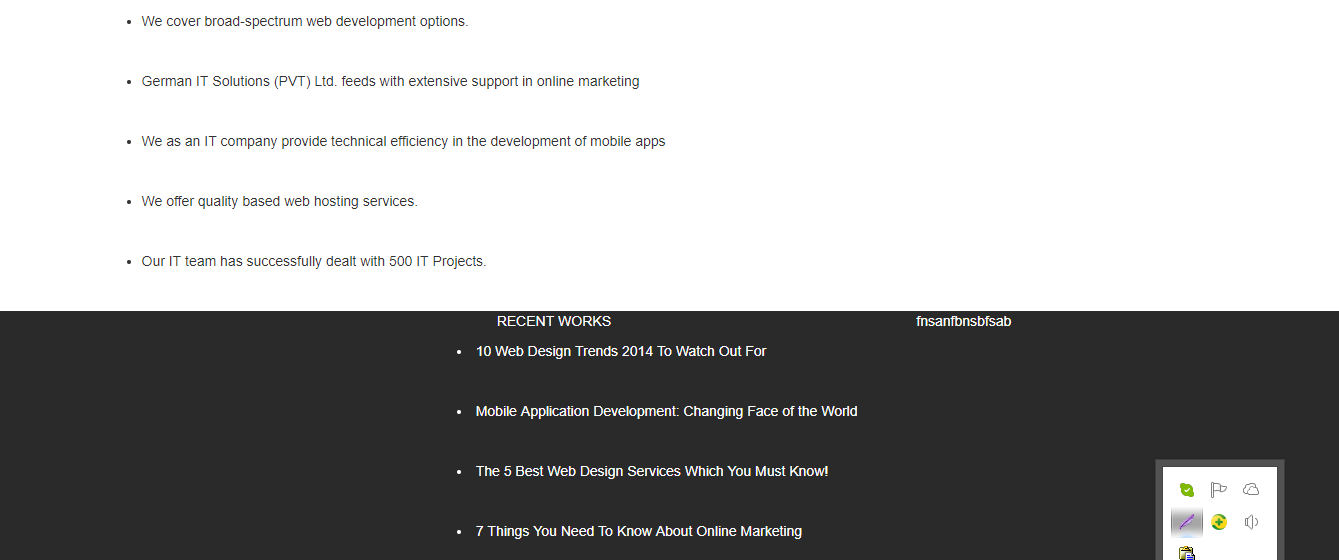 We cover broad-spectrum web development options.
German IT Solutions (PVT) Ltd. feeds with extensive support in online marketing
We as an IT company provide technical efficiency in the development of mobile apps
We offer quality based web hosting services.
Our IT team has successfully dealt with 500 IT Projects.
RECENT WORKS
fnsanfbnsbfsab
10 Web Design Trends 2014 To Watch Out For
Mobile Application Development: Changing Face of the World
The 5 Best Web Design Services Which You Must Know!
7 Things You Need To Know About Online Marketing